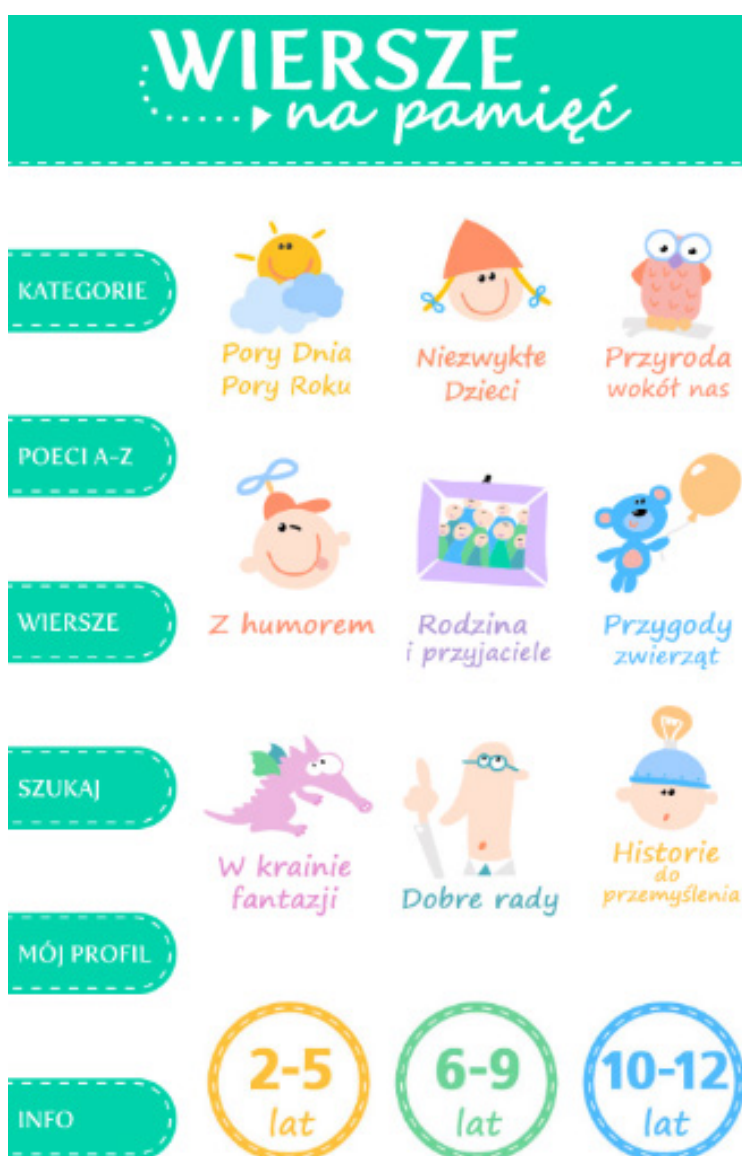 WIERSZE
na pamięć
KATEGORIE
POECI A-Z
WIERSZE
SZUKAJ
MÓJ PROFIL
INFO
Pory Dnia
Pory Roku
Niezwykłe
Dzieci
Przyroda
wokół nas
Z humorem
Rodzina
i przyjaciele
Przygody
zwierząt
W krainie
fantazji
Dobre rady
Historie
do
przemyślenia
2-5
lat
6-9
lat
10-12
lat